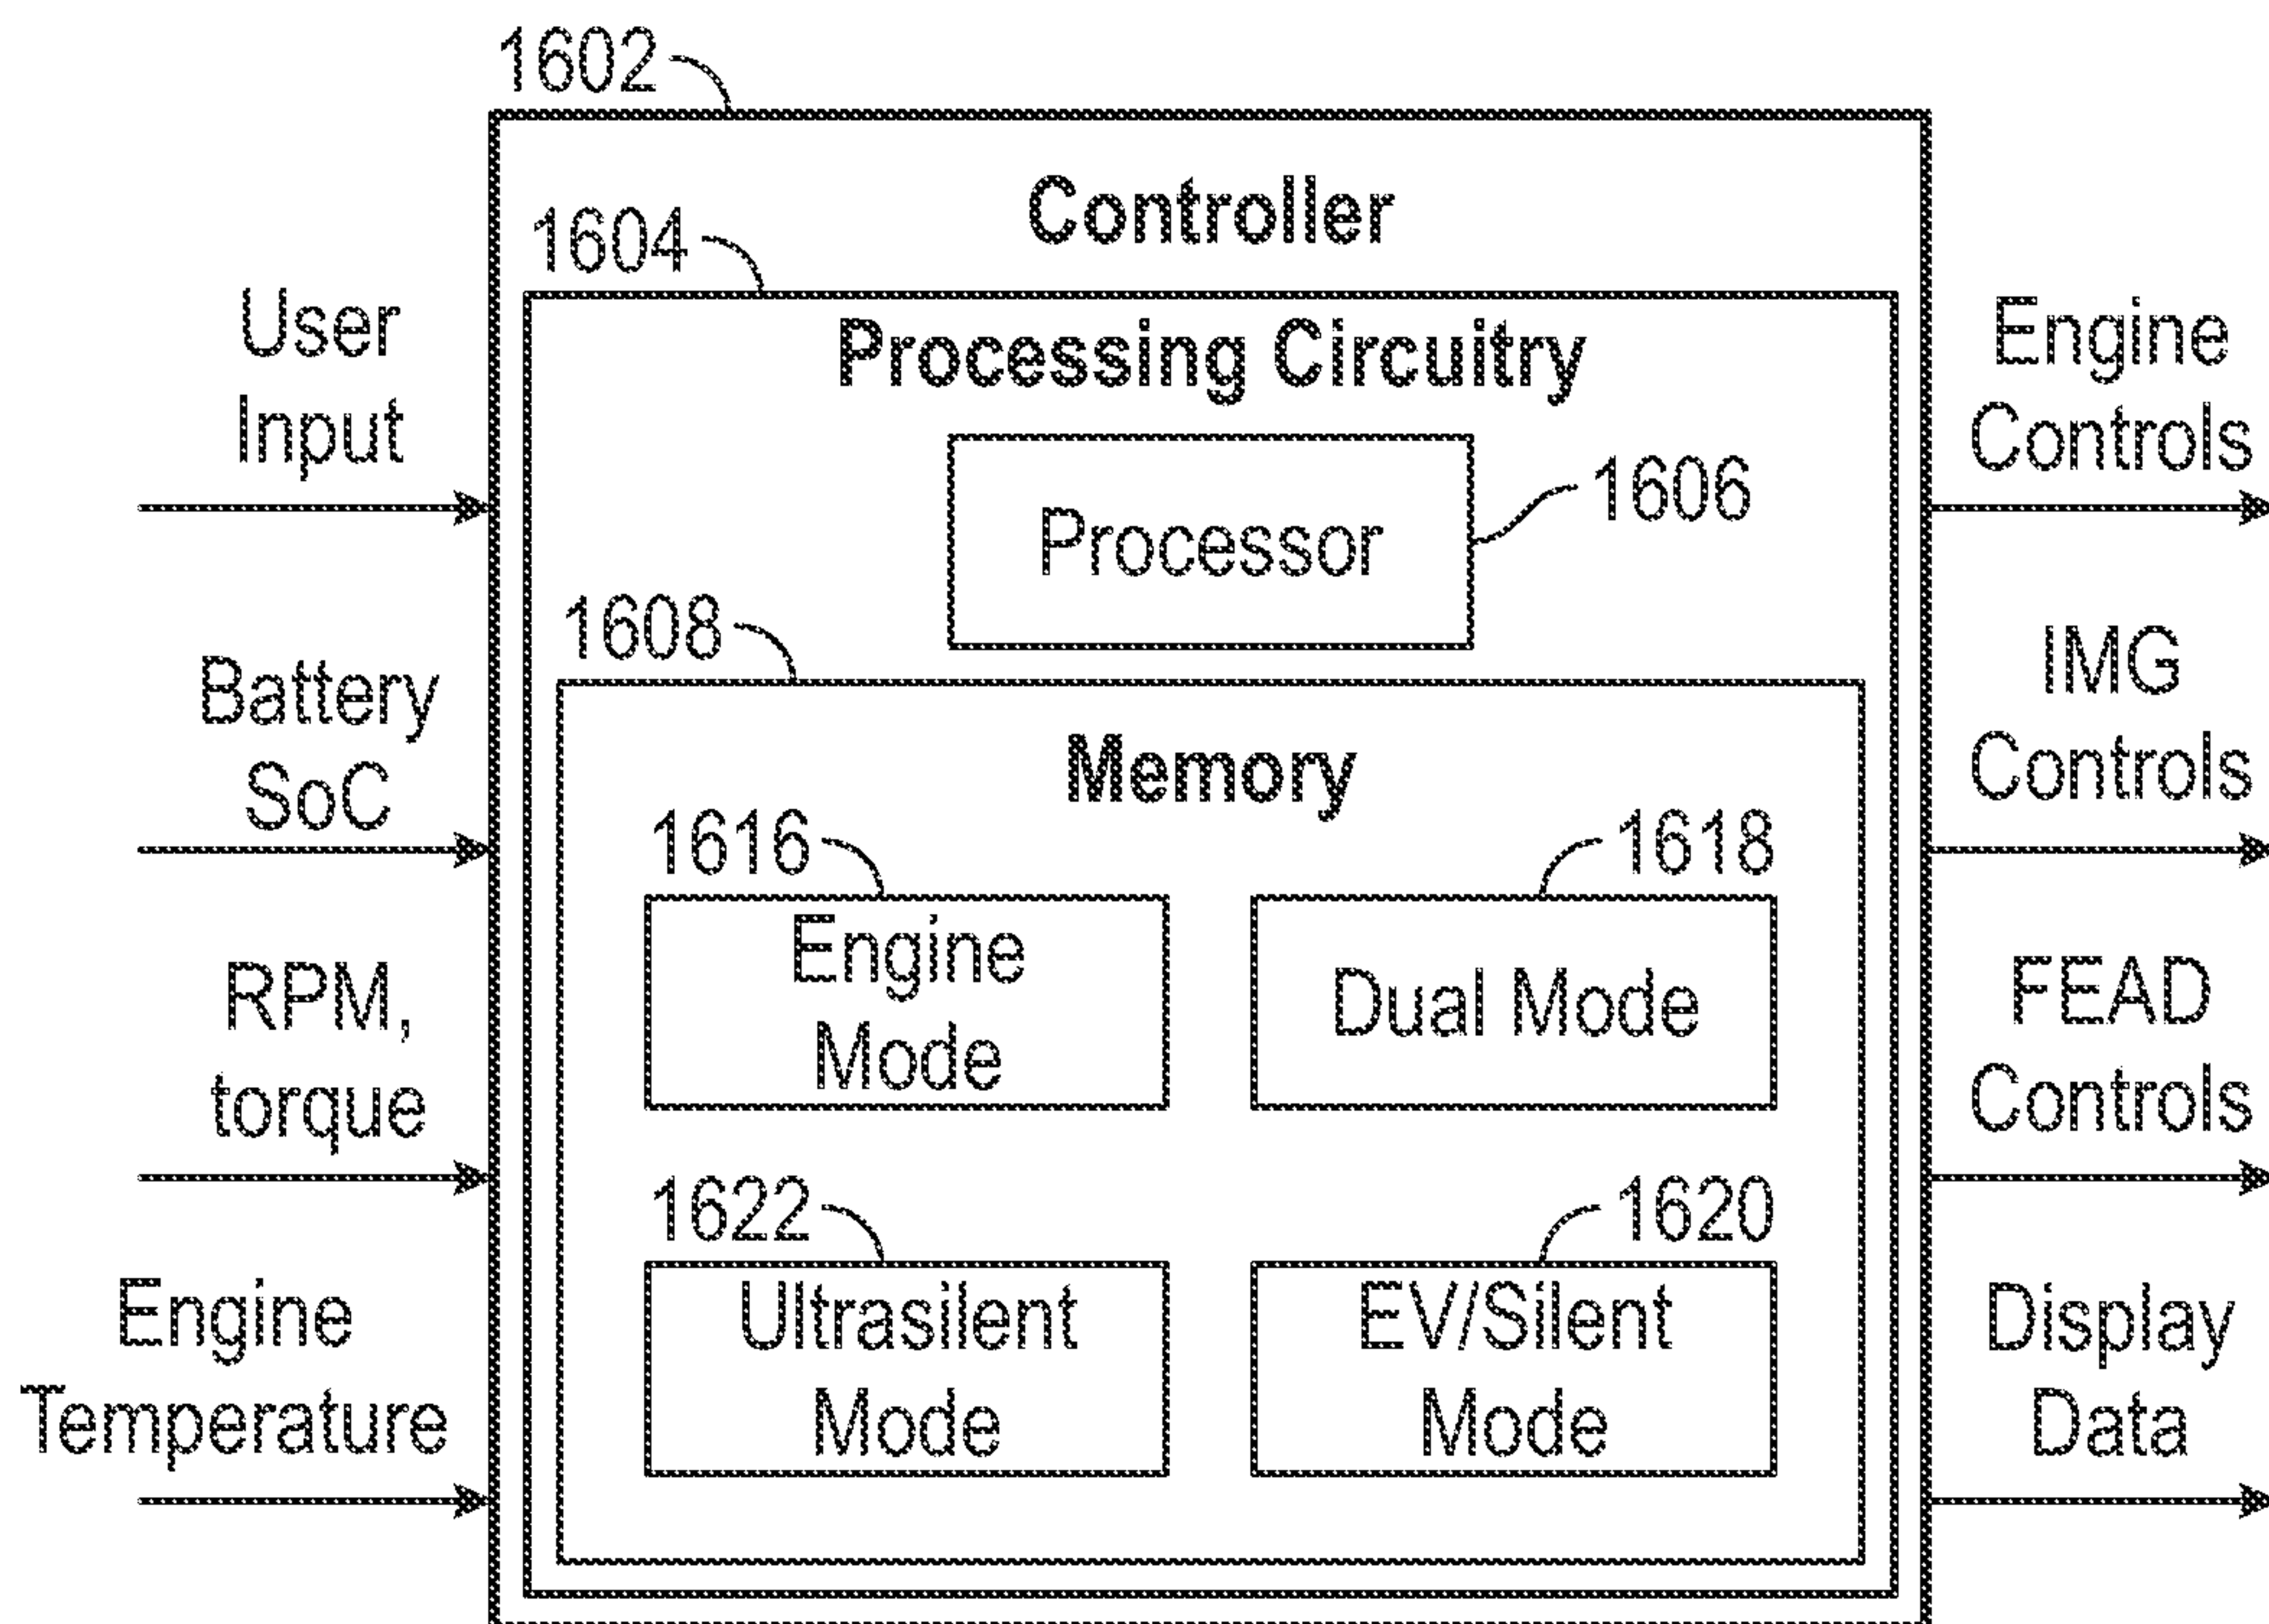 1602
Controller
1604
Processing Circuitry
Processor
1606
1608
Memory
1616
Engine
Mode
1618
Dual Mode
1622
Ultrasilent
Mode
1620
EV/Silent
Mode
User
Input
Battery
SoC
RPM,
torque
Engine
Temperature
Engine
Controls
IMG
Controls
FEAD
Controls
Display
Data